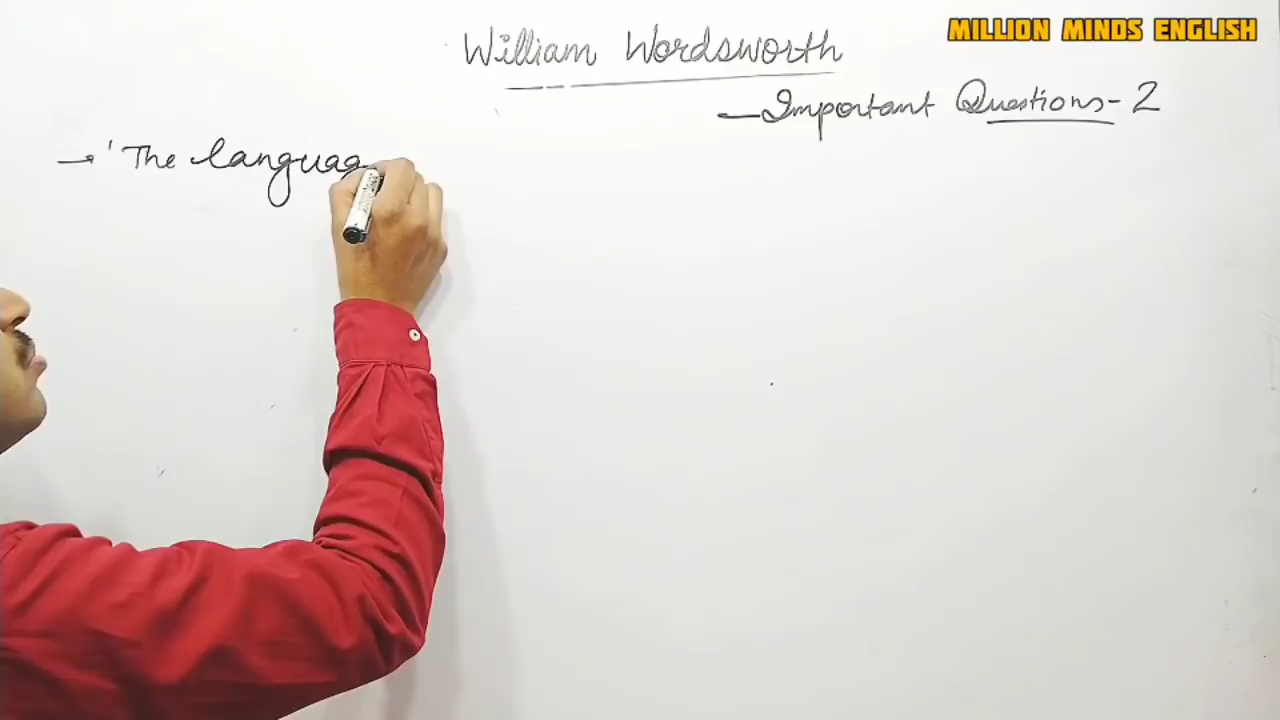 MILLION MINDS ENGLISH
William Wordsworth
- Important Questions - 2
→ ' The languag